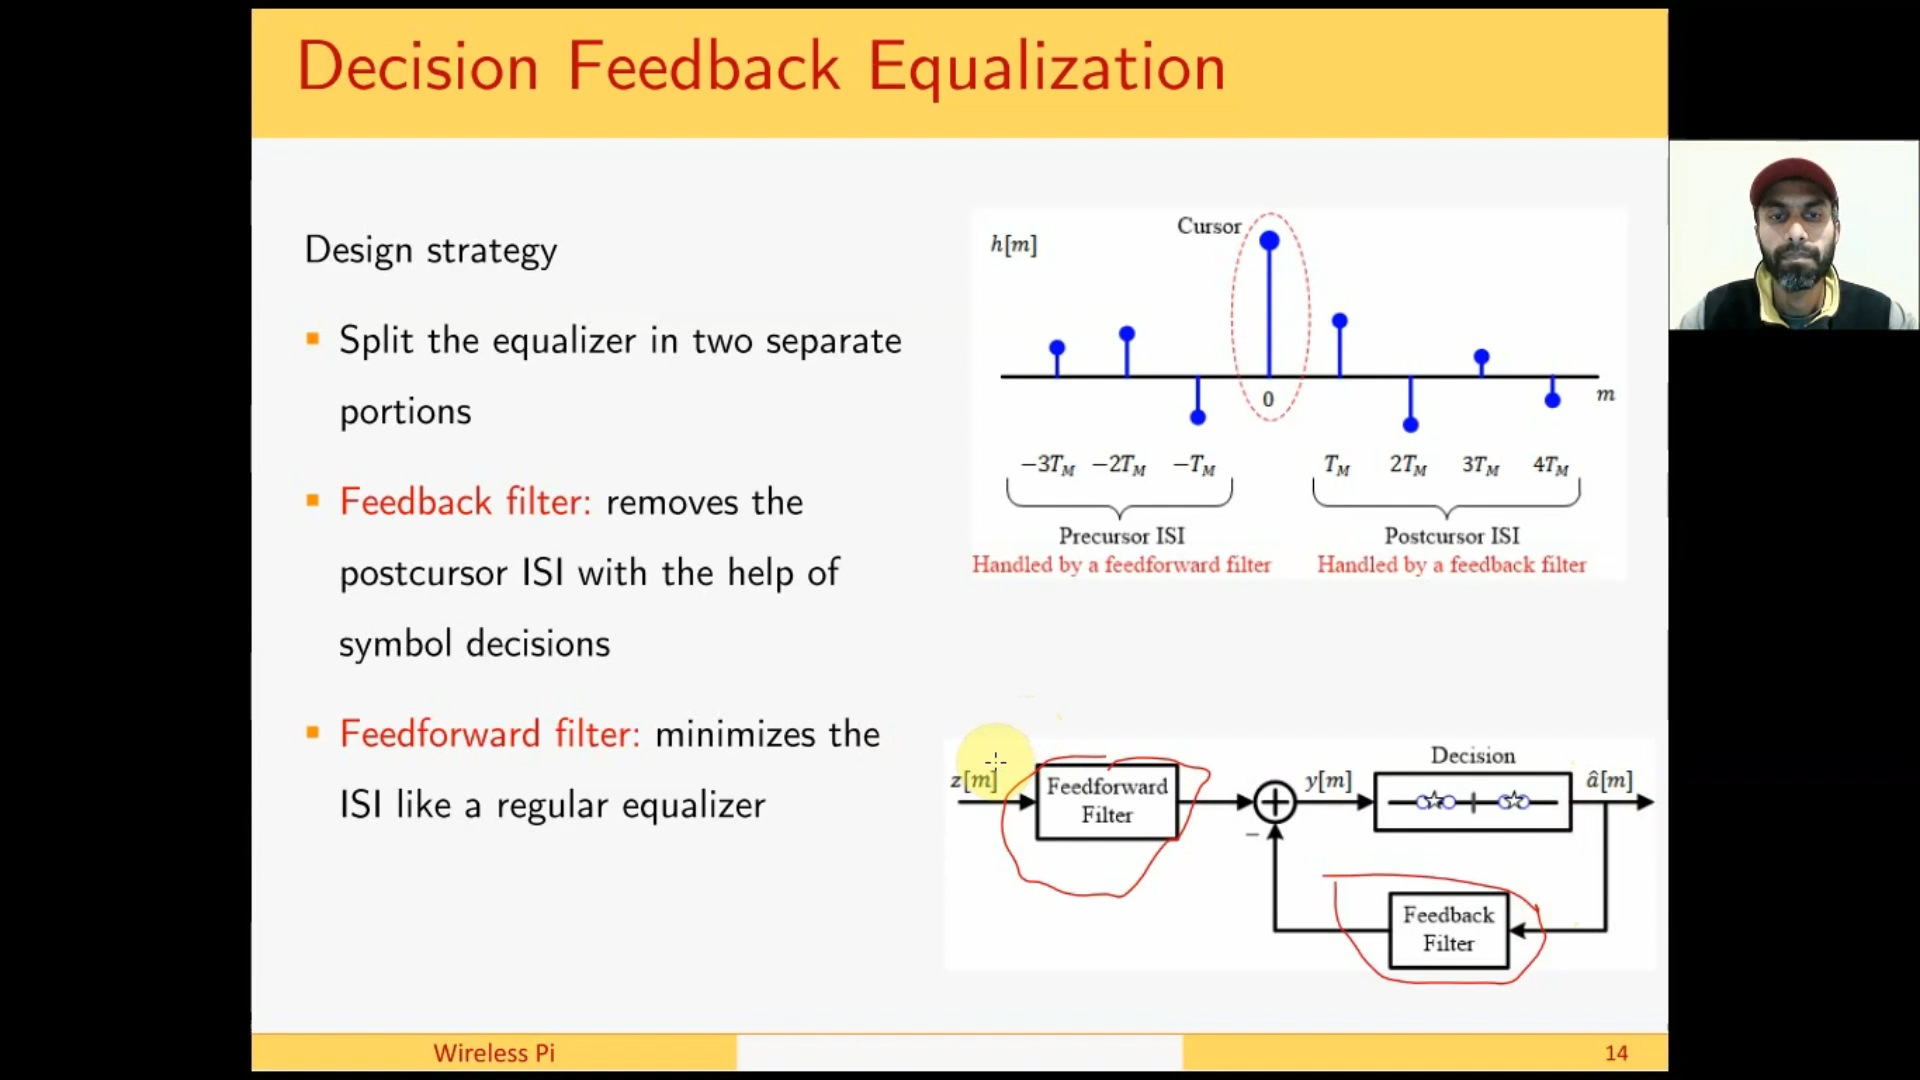 Decision Feedback Equalization
Design strategy
Split the equalizer in two separate
portions
Feedback filter: removes the
postcursor ISI with the help of
symbol decisions
Feedforward filter: minimizes the
ISI like a regular equalizer
Cursor
h[m]
0
m
−3T_M −2T_M −T_M T_M 2T_M 3T_M 4T_M
Precursor ISI Postcursor ISI
Handled by a feedforward filter Handled by a feedback filter
Decision
z[m] y[m] â[m]
Feedforward
Filter
+
−
Feedback
Filter
Wireless Pi 14